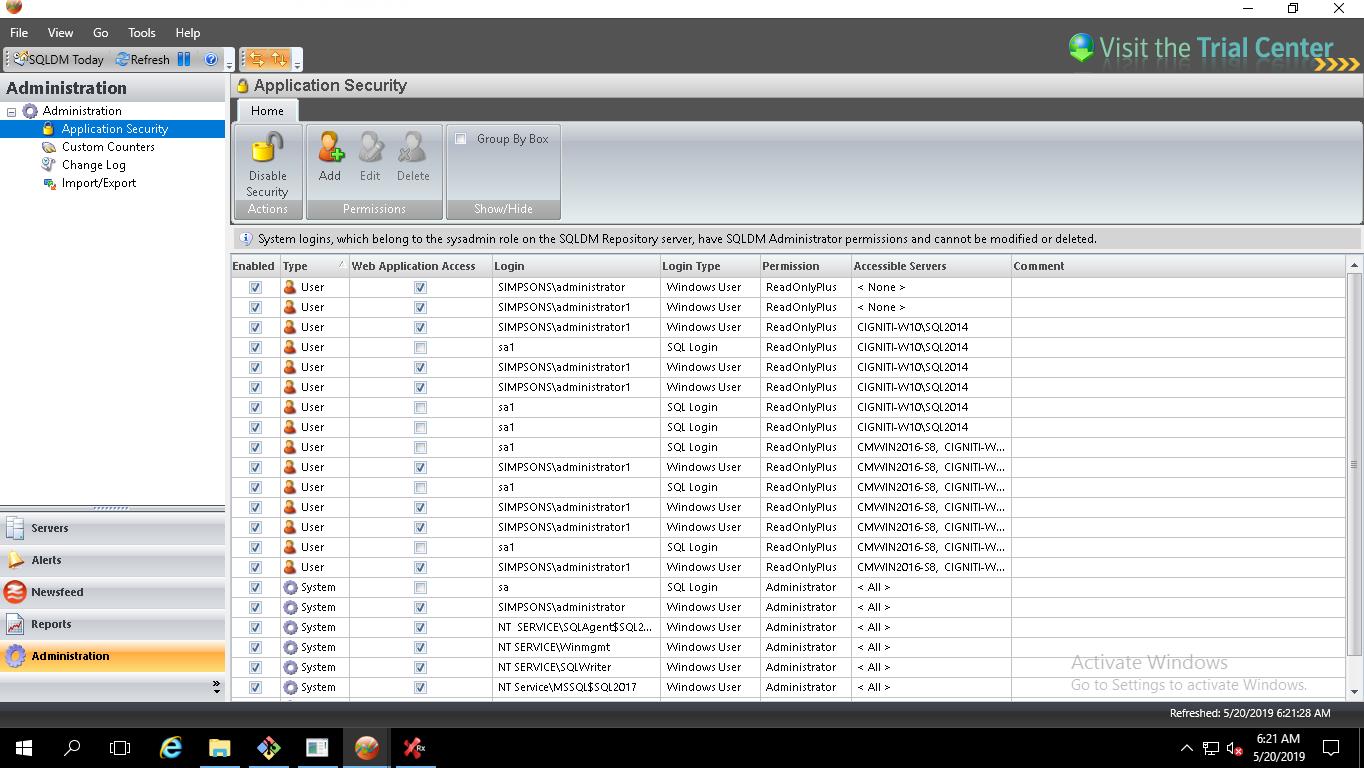 File View Go Tools Help
SQLDM Today Refresh
Visit the Trial Center
Administration
Administration
Application Security
Custom Counters
Change Log
Import/Export
Servers
Alerts
Newsfeed
Reports
Administration
Application Security
Home
Disable Security
Actions
Add Edit Delete
Permissions
Group By Box
Show/Hide
System logins, which belong to the sysadmin role on the SQLDM Repository server, have SQLDM Administrator permissions and cannot be modified or deleted.
Enabled Type Web Application Access Login Login Type Permission Accessible Servers Comment
User SIMPSONS\administrator Windows User ReadOnlyPlus < None >
User SIMPSONS\administrator1 Windows User ReadOnlyPlus < None >
User SIMPSONS\administrator1 Windows User ReadOnlyPlus CIGNITI-W10\SQL2014
User sa1 SQL Login ReadOnlyPlus CIGNITI-W10\SQL2014
User SIMPSONS\administrator1 Windows User ReadOnlyPlus CIGNITI-W10\SQL2014
User SIMPSONS\administrator1 Windows User ReadOnlyPlus CIGNITI-W10\SQL2014
User sa1 SQL Login ReadOnlyPlus CIGNITI-W10\SQL2014
User sa1 SQL Login ReadOnlyPlus CIGNITI-W10\SQL2014
User sa1 SQL Login ReadOnlyPlus CMWIN2016-S8, CIGNITI-W...
User SIMPSONS\administrator1 Windows User ReadOnlyPlus CMWIN2016-S8, CIGNITI-W...
User sa1 SQL Login ReadOnlyPlus CMWIN2016-S8, CIGNITI-W...
User SIMPSONS\administrator1 Windows User ReadOnlyPlus CMWIN2016-S8, CIGNITI-W...
User SIMPSONS\administrator1 Windows User ReadOnlyPlus CMWIN2016-S8, CIGNITI-W...
User sa1 SQL Login ReadOnlyPlus CMWIN2016-S8, CIGNITI-W...
User SIMPSONS\administrator1 Windows User ReadOnlyPlus CMWIN2016-S8, CIGNITI-W...
System sa SQL Login Administrator < All >
System SIMPSONS\administrator Windows User Administrator < All >
System NT SERVICE\SQLAgent$SQL2... Windows User Administrator < All >
System NT SERVICE\Winmgmt Windows User Administrator < All >
System NT SERVICE\SQLWriter Windows User Administrator < All >
System NT Service\MSSQL$SQL2017 Windows User Administrator < All >
Activate Windows
Go to Settings to activate Windows.
Refreshed: 5/20/2019 6:21:28 AM
Rx
6:21 AM
5/20/2019